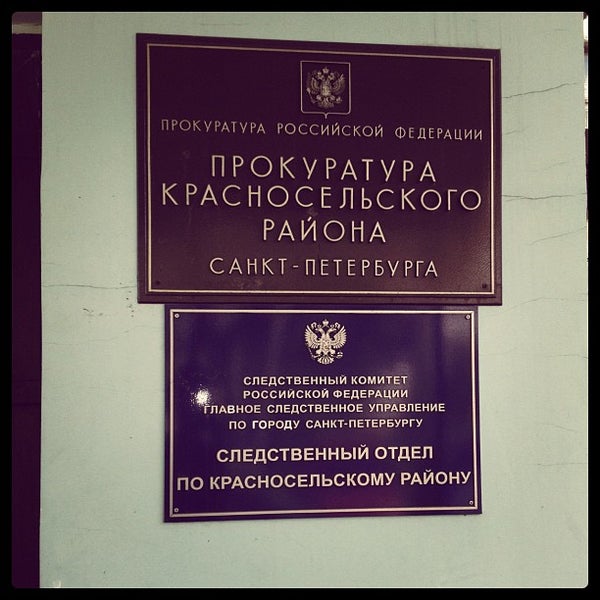 ПРОКУРАТУРА РОССИЙСКОЙ ФЕДЕРАЦИИ
ПРОКУРАТУРА
КРАСНОСЕЛЬСКОГО
РАЙОНА
САНКТ-ПЕТЕРБУРГА
СЛЕДСТВЕННЫЙ КОМИТЕТ
РОССИЙСКОЙ ФЕДЕРАЦИИ
ГЛАВНОЕ СЛЕДСТВЕННОЕ УПРАВЛЕНИЕ
ПО ГОРОДУ САНКТ-ПЕТЕРБУРГУ
СЛЕДСТВЕННЫЙ ОТДЕЛ
ПО КРАСНОСЕЛЬСКОМУ РАЙОНУ